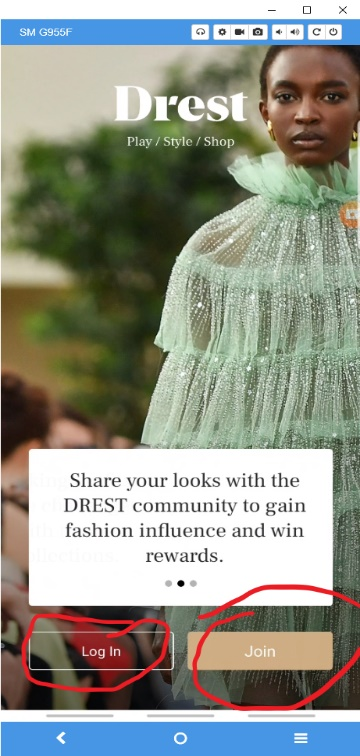 SM G955F
Drest
Play / Style / Shop
Share your looks with the
DREST community to gain
fashion influence and win
rewards.
Log In
Join